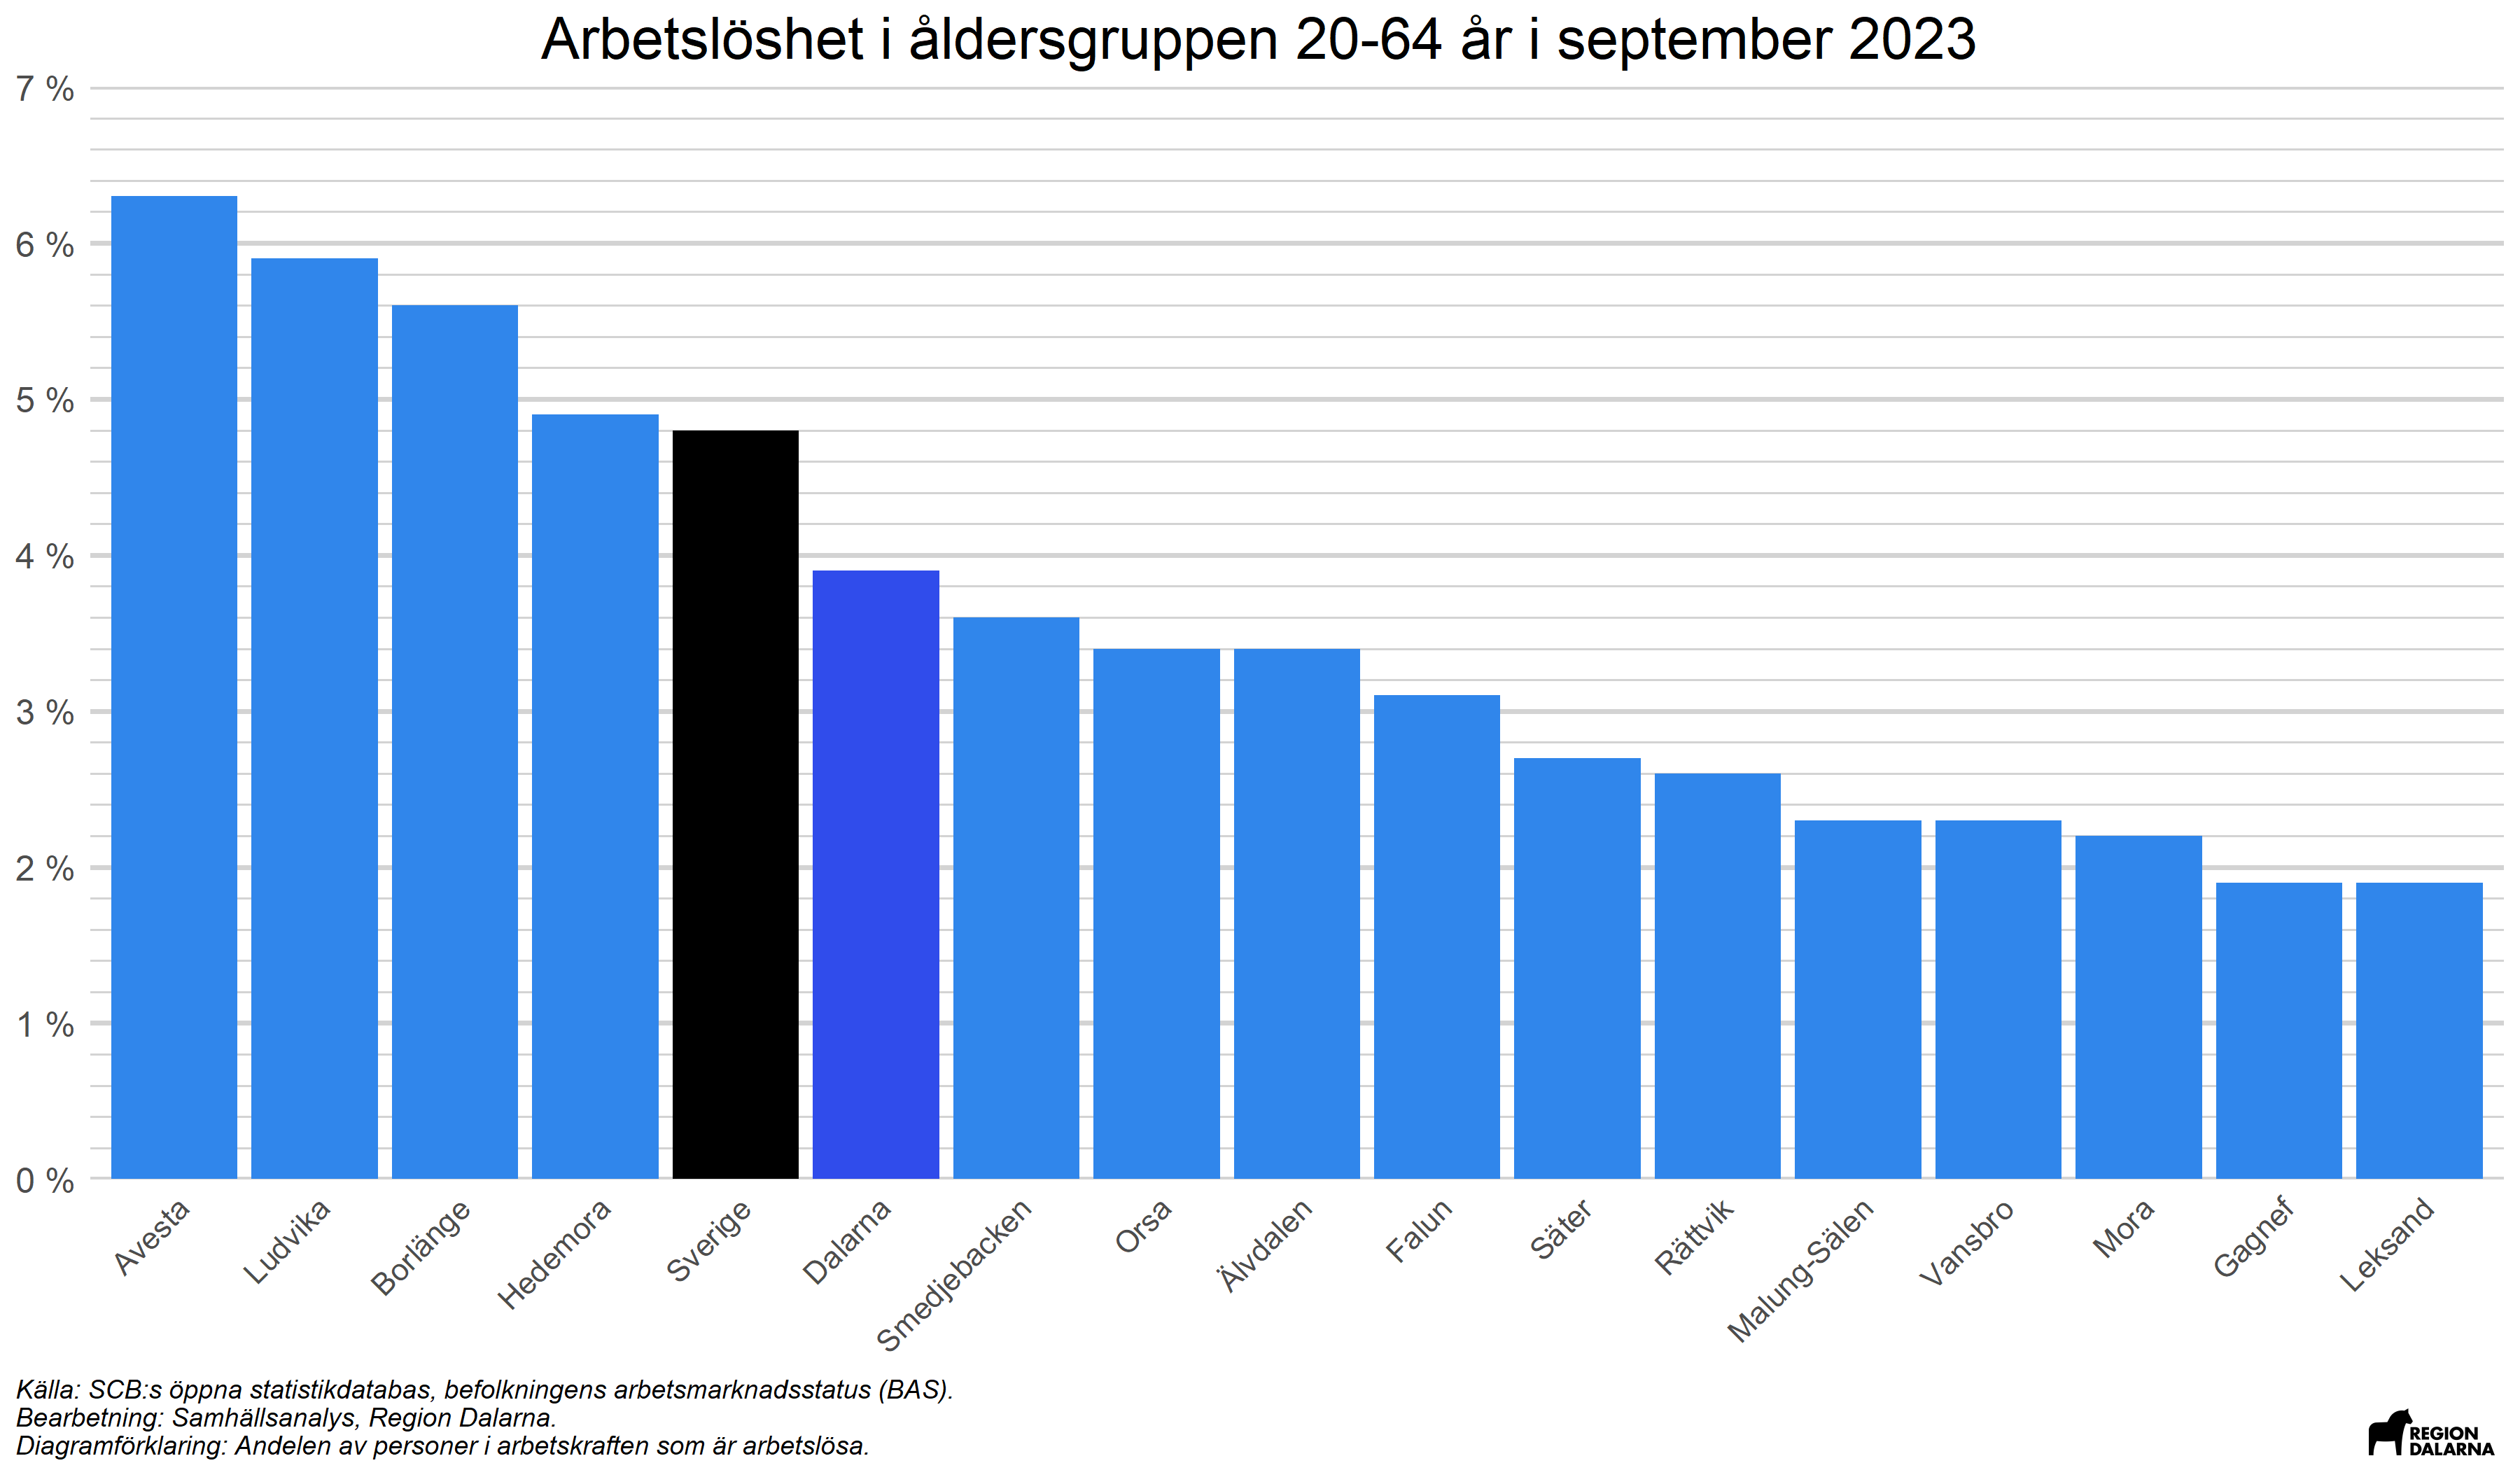 Arbetslöshet i åldersgruppen 20-64 år i september 2023
7 %
6 %
5 %
4 %
3 %
2 %
1 %
0 %
Avesta
Ludvika
Borlänge
Hedemora
Sverige
Dalarna
Smedjebacken
Orsa
Älvdalen
Falun
Säter
Rättvik
Malung-Sälen
Vansbro
Mora
Gagnef
Leksand
Källa: SCB:s öppna statistikdatabas, befolkningens arbetsmarknadsstatus (BAS).
Bearbetning: Samhällsanalys, Region Dalarna.
Diagramförklaring: Andelen av personer i arbetskraften som är arbetslösa.
REGION
DALARNA